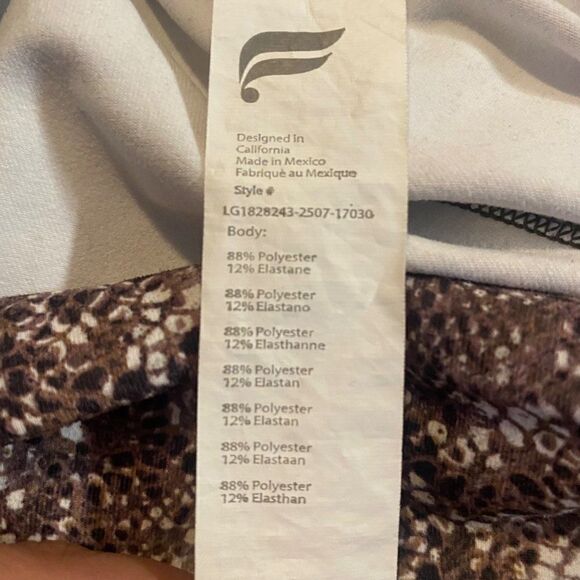 Designed in
California
Made in Mexico
Fabriqué au Mexique
Style #
LG1828243-2507-17030
Body:
88% Polyester
12% Elastane
88% Polyester
12% Elastano
88% Polyester
12% Elasthanne
88% Polyester
12% Elastan
88% Polyester
12% Elastan
88% Polyester
12% Elastaan
88% Polyester
12% Elasthan